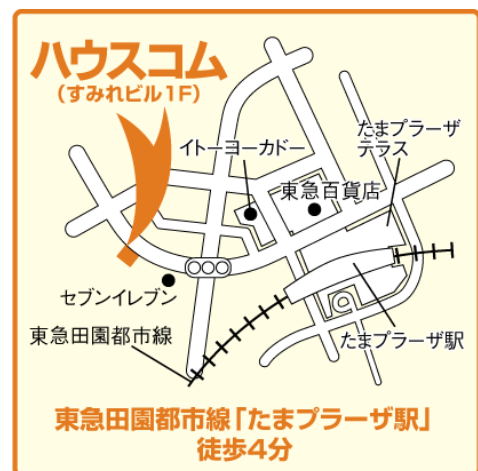 ハウスコム
(すみれビル1F)
イトーヨーカドー
たまプラーザ
テラス
東急百貨店
セブンイレブン
東急田園都市線
たまプラーザ駅
東急田園都市線「たまプラーザ駅」
徒歩4分